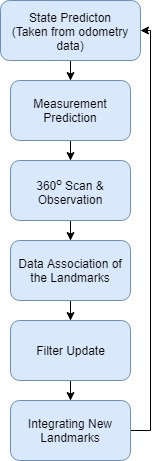 State Predicton
(Taken from odometry
data)
Measurement
Prediction
360° Scan &
Observation
Data Association of
the Landmarks
Filter Update
Integrating New
Landmarks